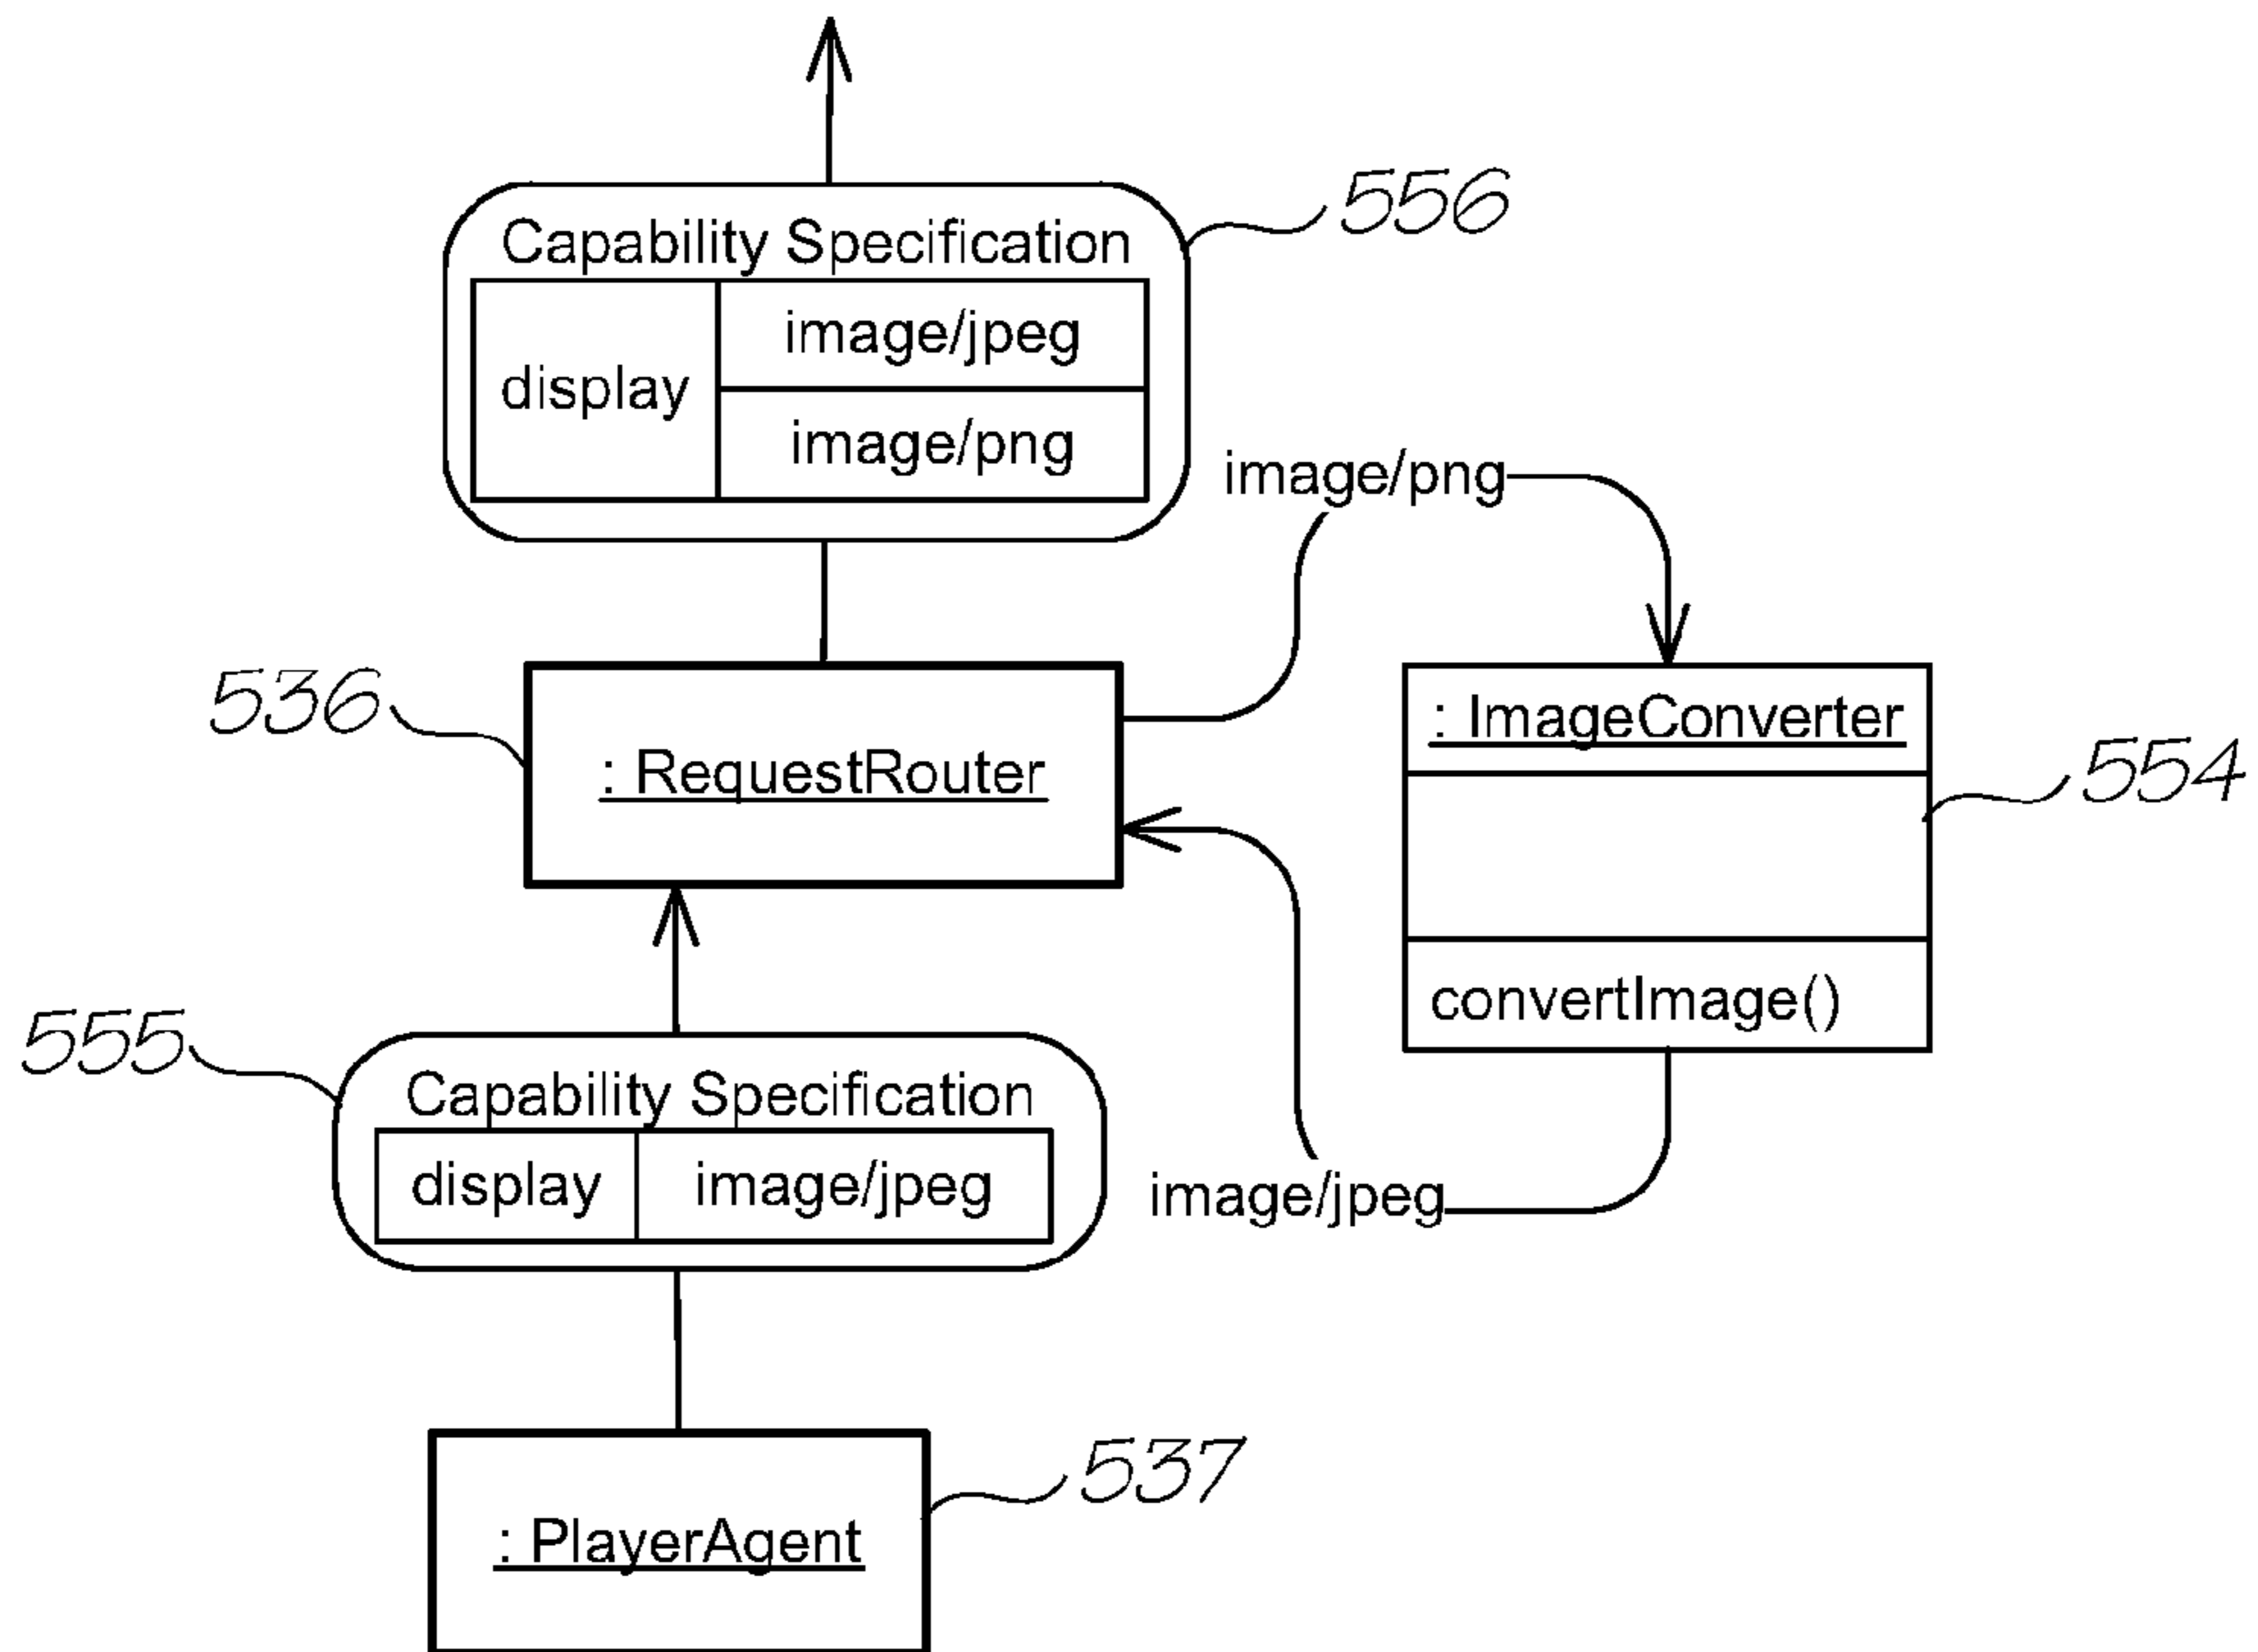 556
Capability Specification
display
image/jpeg
image/png
image/png
536
: RequestRouter
: ImageConverter
554
convertImage()
555
Capability Specification
display
image/jpeg
image/jpeg
537
: PlayerAgent